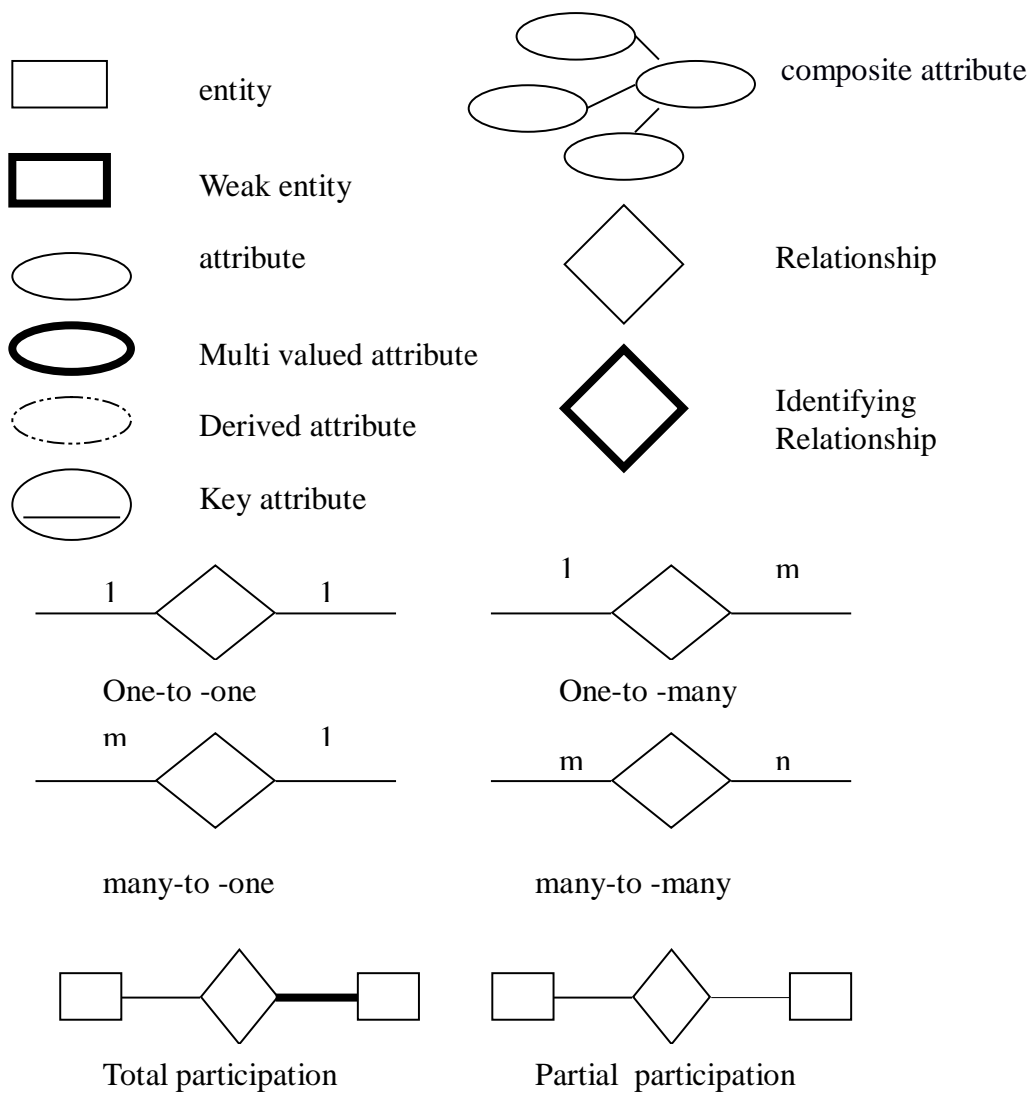 entity
composite attribute
Weak entity
attribute
Relationship
Multi valued attribute
Derived attribute
Identifying
Relationship
Key attribute
1 1
1 m
One-to -one
One-to -many
m 1
m n
many-to -one
many-to -many
Total participation
Partial participation